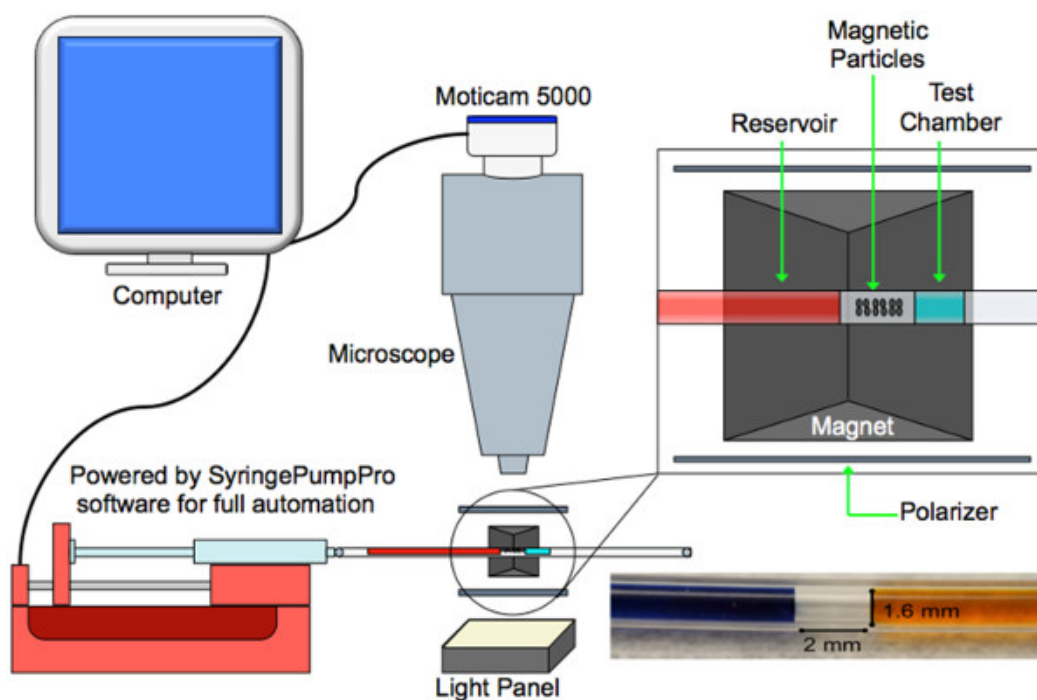 Moticam 5000
Magnetic
Particles
Reservoir
Test
Chamber
Computer
Microscope
Magnet
Polarizer
Powered by SyringePumpPro
software for full automation
1.6 mm
2 mm
Light Panel